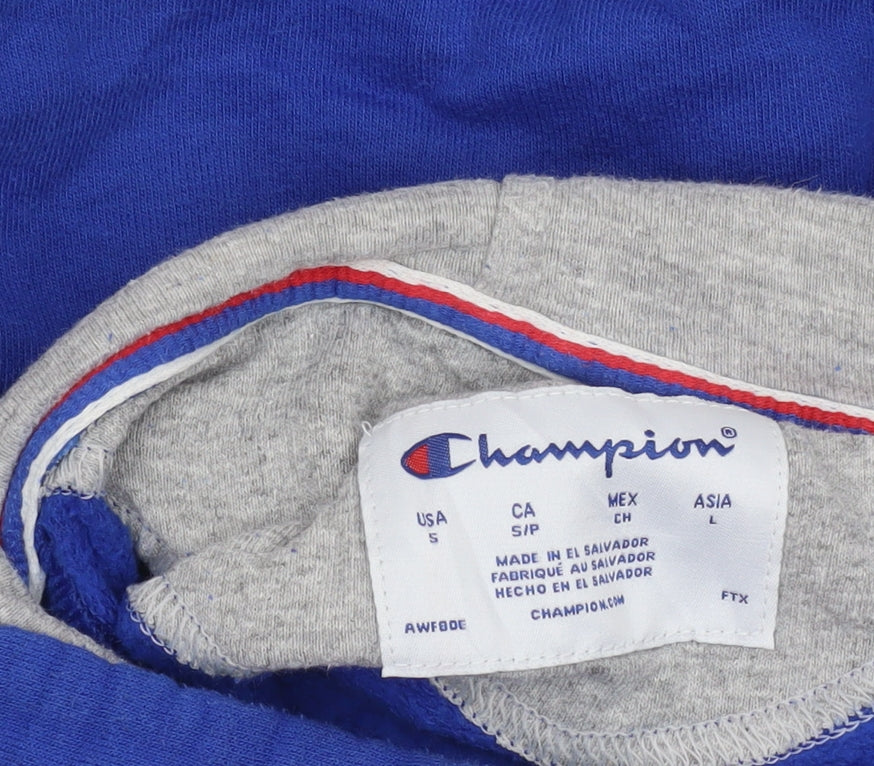 Champion®
USA CA MEX ASIA
S S/P CH L
MADE IN EL SALVADOR
FABRIQUÉ AU SALVADOR
HECHO EN EL SALVADOR
CHAMPION.COM
AWF80E FTX